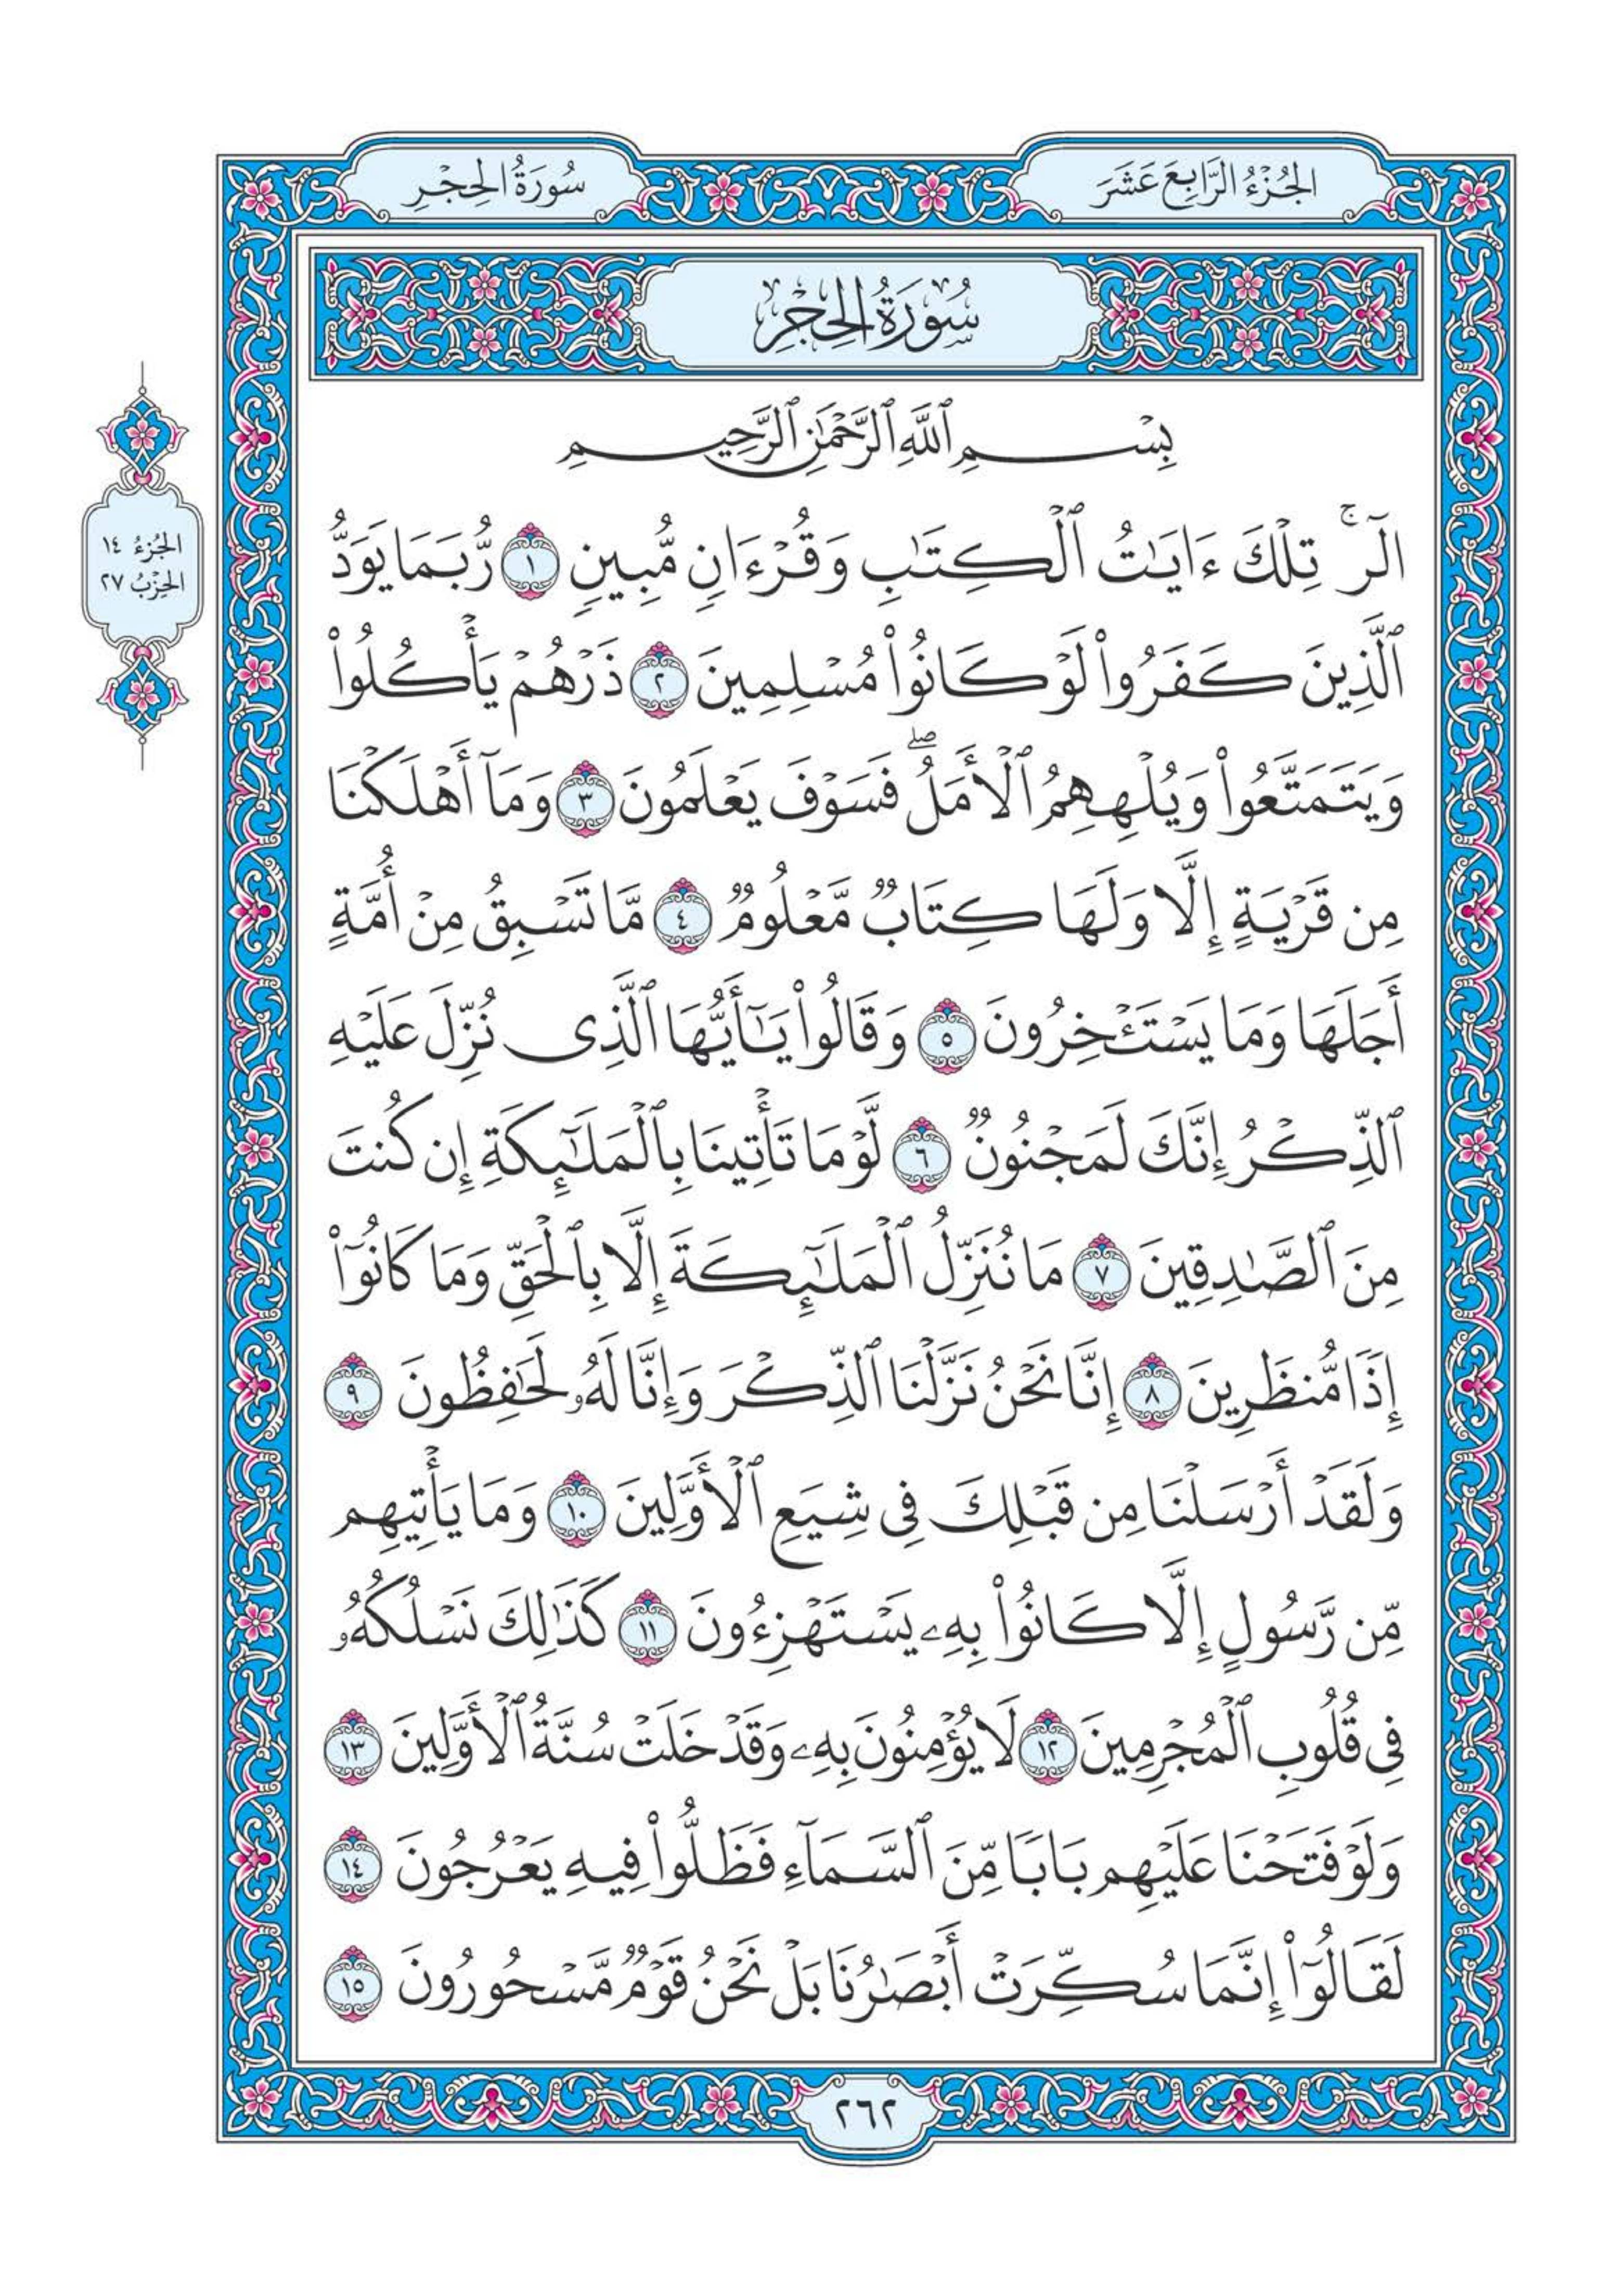 الجُزْءُ الرَّابِعَ عَشَرَ
سُورَةُ الحِجْرِ
سُورَةُ الحِجْرِ
بِسْمِ ٱللَّهِ ٱلرَّحْمَٰنِ ٱلرَّحِيمِ
الٓرۚ تِلْكَ ءَايَٰتُ ٱلْكِتَٰبِ وَقُرْءَانٍ مُّبِينٍ ١ رُّبَمَا يَوَدُّ
ٱلَّذِينَ كَفَرُوا۟ لَوْ كَانُوا۟ مُسْلِمِينَ ٢ ذَرْهُمْ يَأْكُلُوا۟
وَيَتَمَتَّعُوا۟ وَيُلْهِهِمُ ٱلْأَمَلُۖ فَسَوْفَ يَعْلَمُونَ ٣ وَمَآ أَهْلَكْنَا
مِن قَرْيَةٍ إِلَّا وَلَهَا كِتَابٌ مَّعْلُومٌ ٤ مَّا تَسْبِقُ مِنْ أُمَّةٍ
أَجَلَهَا وَمَا يَسْتَـْٔخِرُونَ ٥ وَقَالُوا۟ يَٰٓأَيُّهَا ٱلَّذِى نُزِّلَ عَلَيْهِ
ٱلذِّكْرُ إِنَّكَ لَمَجْنُونٌ ٦ لَّوْ مَا تَأْتِينَا بِٱلْمَلَٰٓئِكَةِ إِن كُنتَ
مِنَ ٱلصَّٰدِقِينَ ٧ مَا نُنَزِّلُ ٱلْمَلَٰٓئِكَةَ إِلَّا بِٱلْحَقِّ وَمَا كَانُوٓا۟
إِذًا مُّنظَرِينَ ٨ إِنَّا نَحْنُ نَزَّلْنَا ٱلذِّكْرَ وَإِنَّا لَهُۥ لَحَٰفِظُونَ ٩
وَلَقَدْ أَرْسَلْنَا مِن قَبْلِكَ فِى شِيَعِ ٱلْأَوَّلِينَ ١٠ وَمَا يَأْتِيهِم
مِّن رَّسُولٍ إِلَّا كَانُوا۟ بِهِۦ يَسْتَهْزِءُونَ ١١ كَذَٰلِكَ نَسْلُكُهُۥ
فِى قُلُوبِ ٱلْمُجْرِمِينَ ١٢ لَا يُؤْمِنُونَ بِهِۦ وَقَدْ خَلَتْ سُنَّةُ ٱلْأَوَّلِينَ ١٣
وَلَوْ فَتَحْنَا عَلَيْهِم بَابًا مِّنَ ٱلسَّمَآءِ فَظَلُّوا۟ فِيهِ يَعْرُجُونَ ١٤
لَقَالُوٓا۟ إِنَّمَا سُكِّرَتْ أَبْصَٰرُنَا بَلْ نَحْنُ قَوْمٌ مَّسْحُورُونَ ١٥
الجُزءُ ١٤
الحِزْبُ ٢٧
٢٦٢